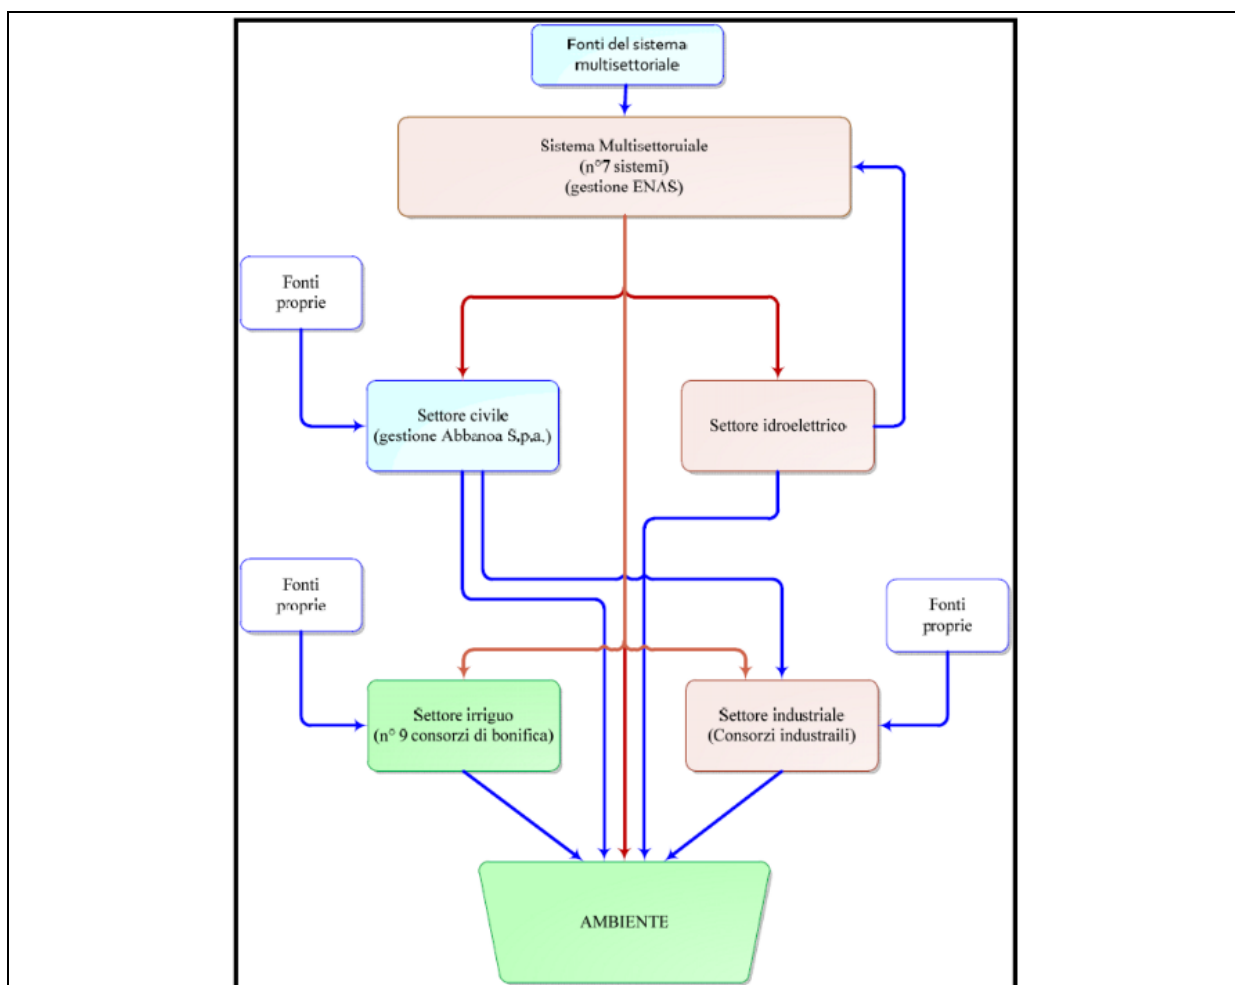 Fonti del sistema
multisettoriale
Sistema Multisettoruiale
(n°7 sistemi)
(gestione ENAS)
Fonti
proprie
Settore civile
(gestione Abbanoa S.p.a.)
Settore idroelettrico
Fonti
proprie
Fonti
proprie
Settore irriguo
(n° 9 consorzi di bonifica)
Settore industriale
(Consorzi industraili)
AMBIENTE